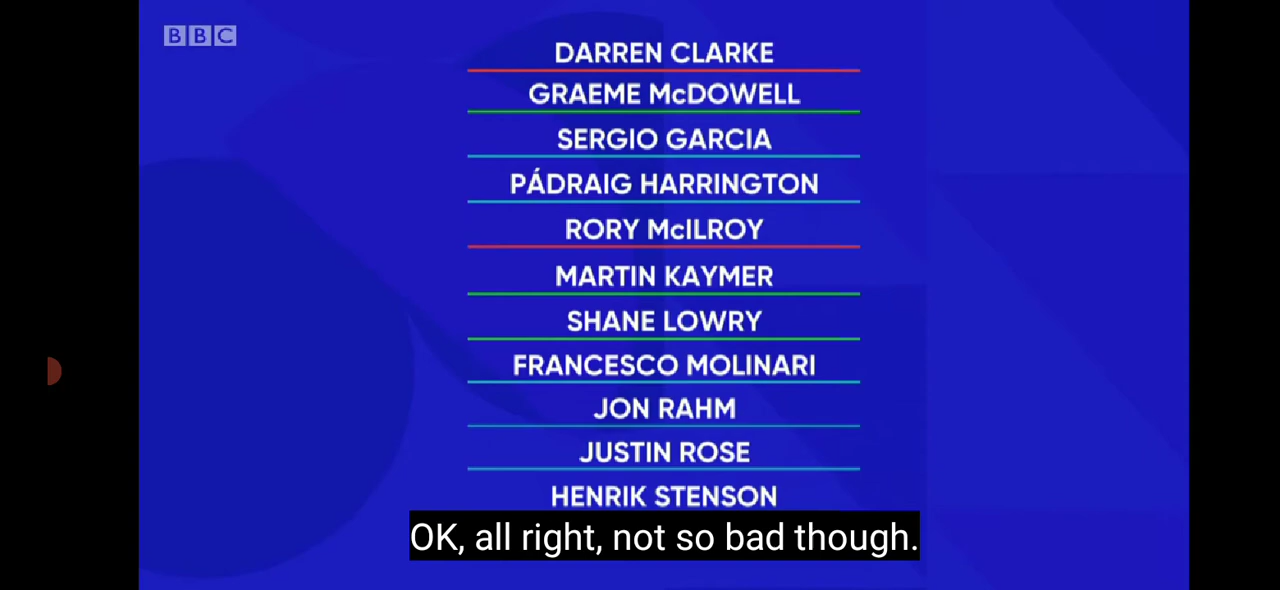 BBC
DARREN CLARKE
GRAEME McDOWELL
SERGIO GARCIA
PÁDRAIG HARRINGTON
RORY McILROY
MARTIN KAYMER
SHANE LOWRY
FRANCESCO MOLINARI
JON RAHM
JUSTIN ROSE
HENRIK STENSON
OK, all right, not so bad though.